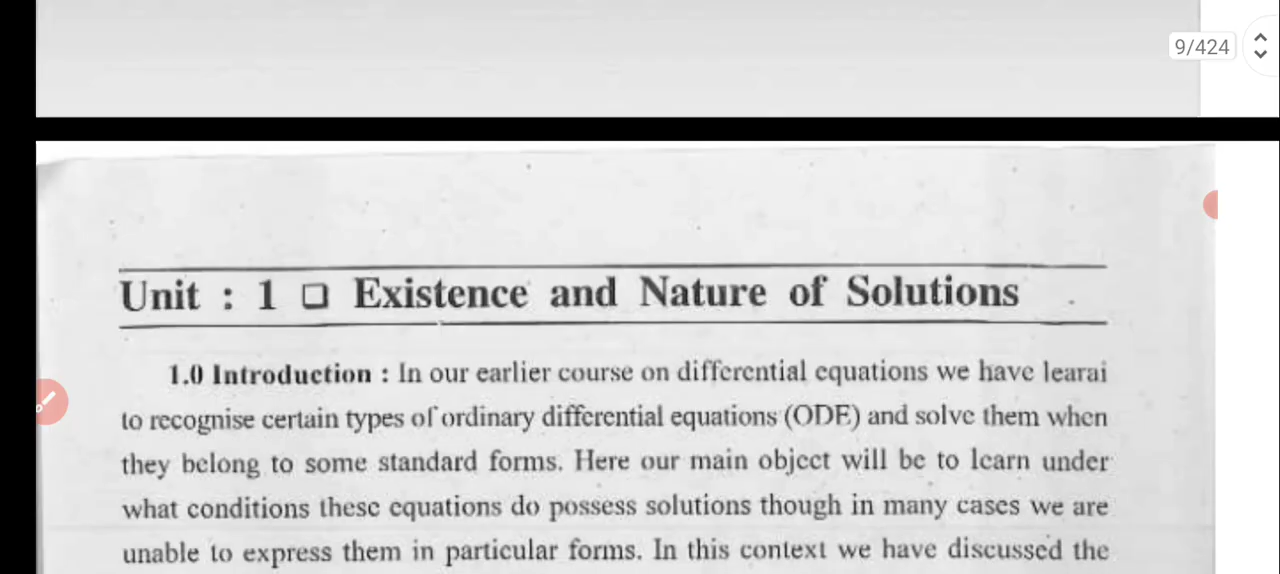 9/424
Unit : 1 ❑ Existence and Nature of Solutions
1.0 Introduction : In our earlier course on differential equations we have learai
to recognise certain types of ordinary differential equations (ODE) and solve them when
they belong to some standard forms. Here our main object will be to learn under
what conditions these equations do possess solutions though in many cases we are
unable to express them in particular forms. In this context we have discussed the